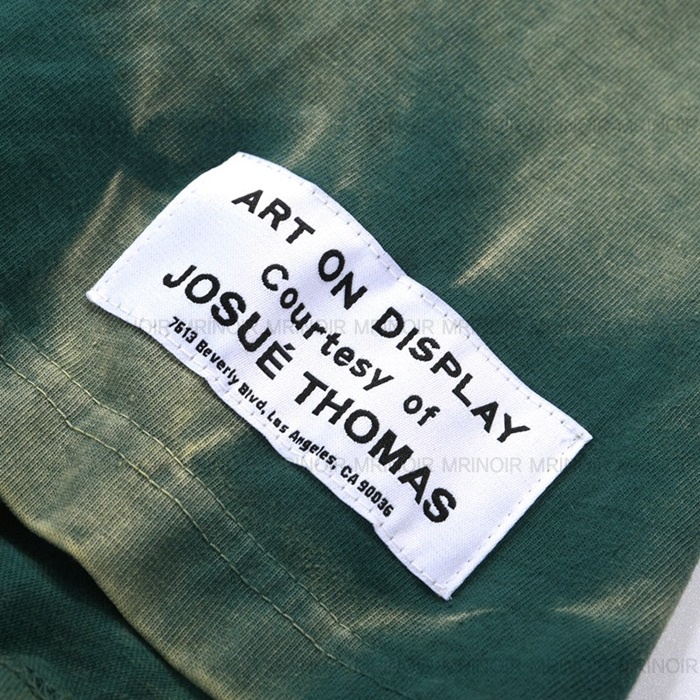 ART ON DISPLAY
Courtesy of
JOSUÉ THOMAS
7613 Beverly Blvd, Los Angeles, CA 90036
MRINOIR MRINOIR MRINOIR MRINOIR MRINOIR MRINOIR